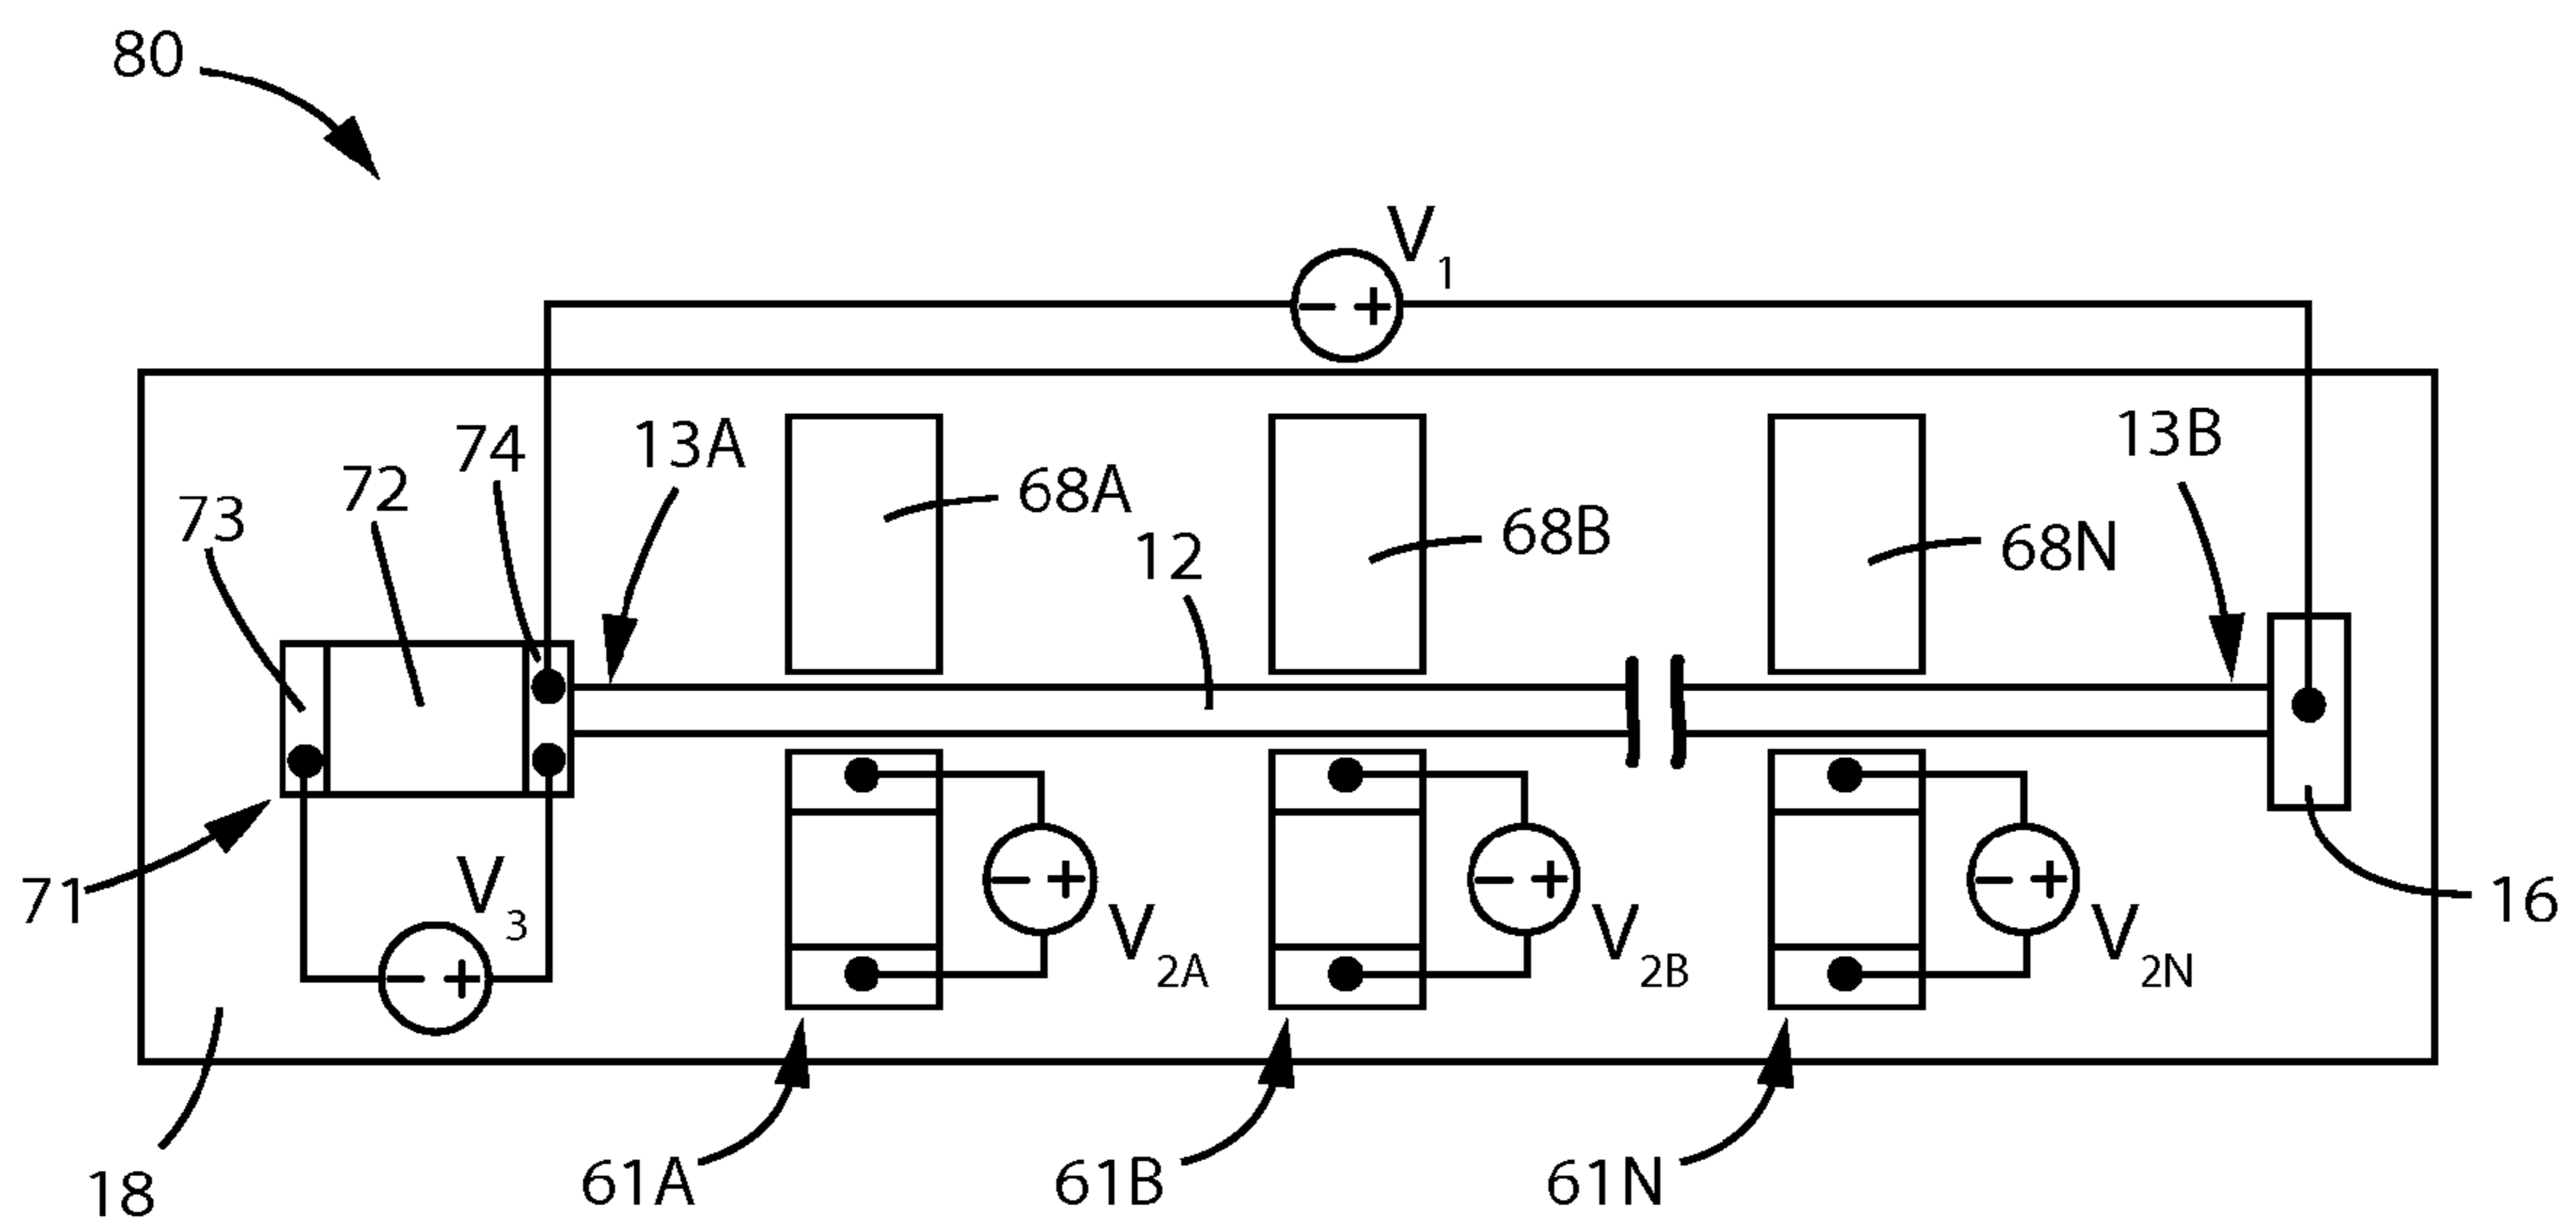 80
V1
− +
13A
13B
74
72
73
68A
68B
68N
12
71
V3
− +
− +
V2A
− +
V2B
− +
V2N
16
18
61A
61B
61N